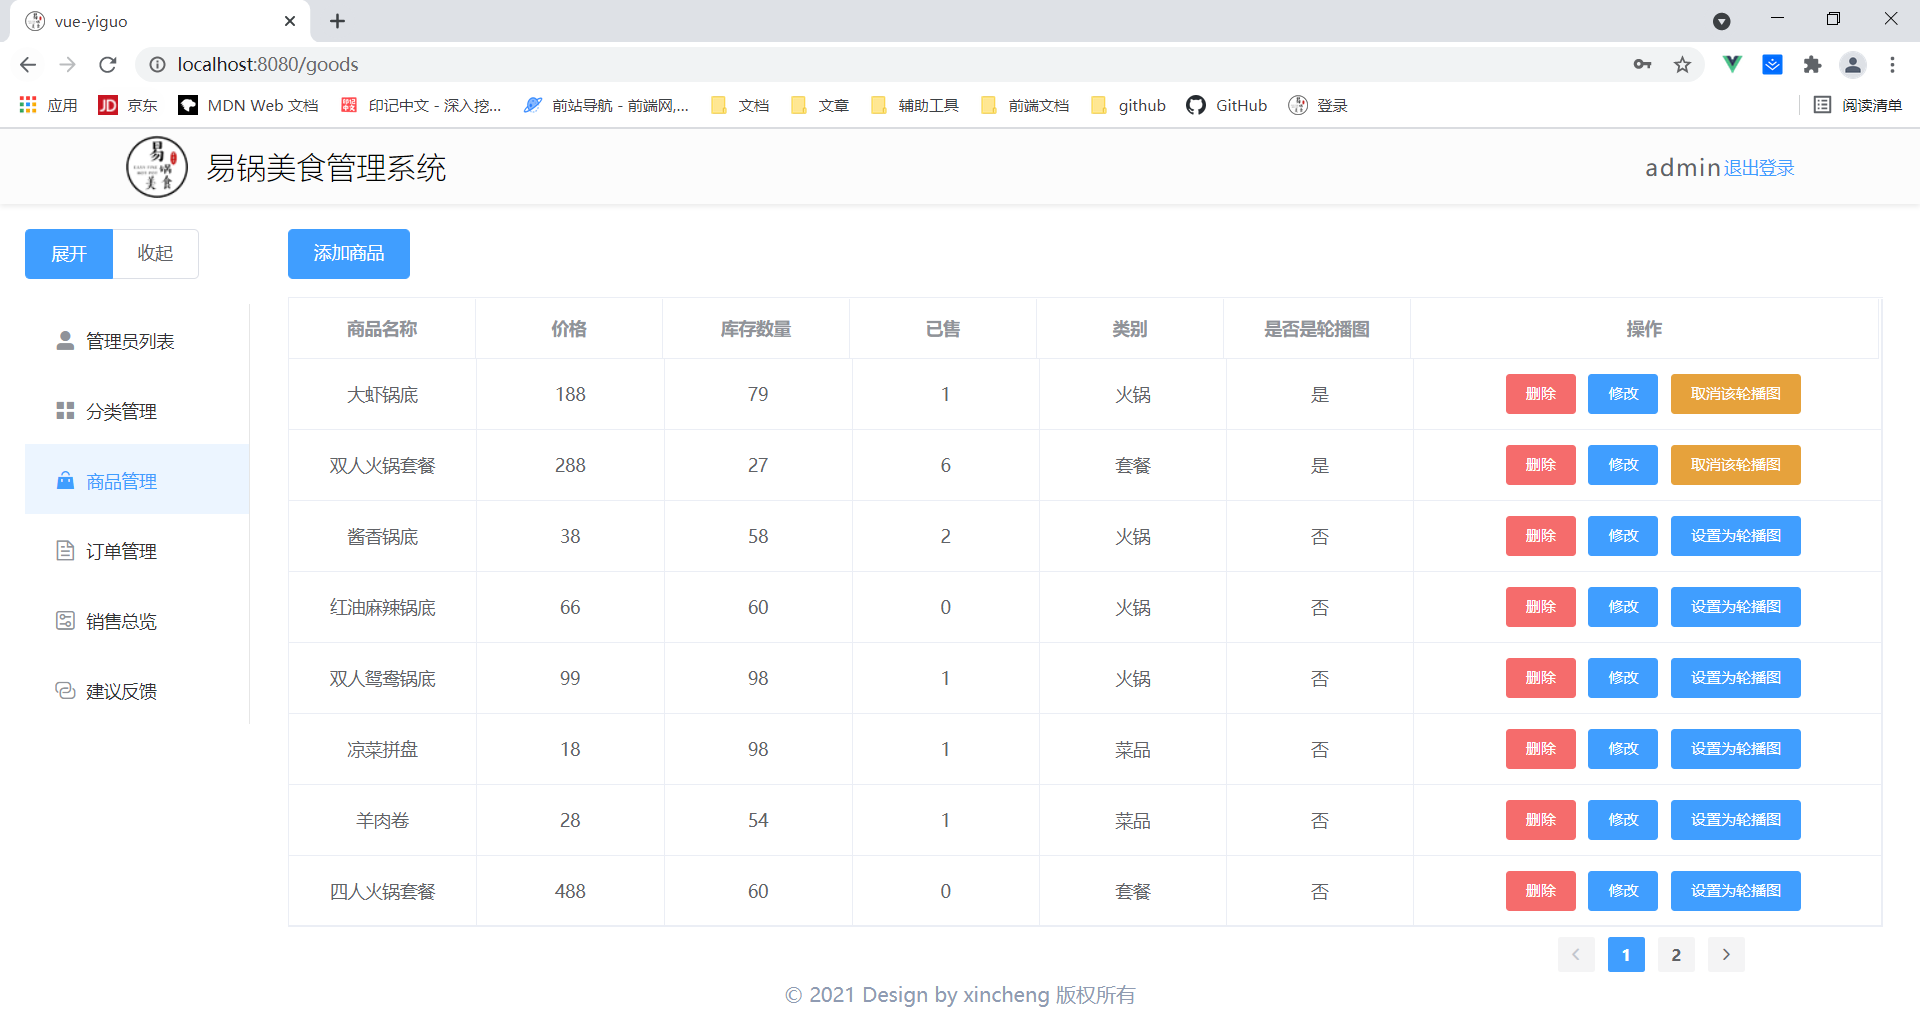 vue-yiguo
localhost:8080/goods
应用 京东 MDN Web 文档 印记中文 - 深入挖... 前站导航 - 前端网,... 文档 文章 辅助工具 前端文档 github GitHub 登录 阅读清单
易锅美食 易锅美食管理系统 admin退出登录
展开 收起 添加商品
管理员列表
分类管理
商品管理
订单管理
销售总览
建议反馈
商品名称 价格 库存数量 已售 类别 是否是轮播图 操作
大虾锅底 188 79 1 火锅 是 删除 修改 取消该轮播图
双人火锅套餐 288 27 6 套餐 是 删除 修改 取消该轮播图
酱香锅底 38 58 2 火锅 否 删除 修改 设置为轮播图
红油麻辣锅底 66 60 0 火锅 否 删除 修改 设置为轮播图
双人鸳鸯锅底 99 98 1 火锅 否 删除 修改 设置为轮播图
凉菜拼盘 18 98 1 菜品 否 删除 修改 设置为轮播图
羊肉卷 28 54 1 菜品 否 删除 修改 设置为轮播图
四人火锅套餐 488 60 0 套餐 否 删除 修改 设置为轮播图
1 2
© 2021 Design by xincheng 版权所有